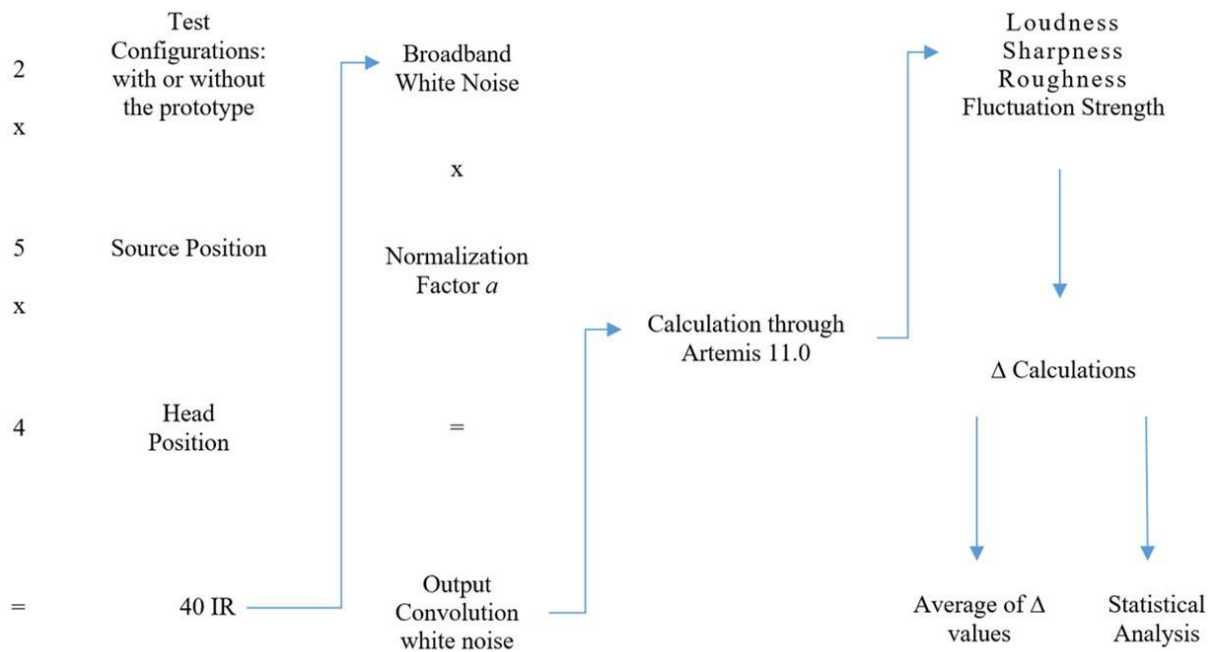 2
x
5
x
4
=
Test
Configurations:
with or without
the prototype
Source Position
Head
Position
40 IR
Broadband
White Noise
x
Normalization
Factor a
=
Output
Convolution
white noise
Calculation through
Artemis 11.0
Loudness
Sharpness
Roughness
Fluctuation Strength
Δ Calculations
Average of Δ
values
Statistical
Analysis